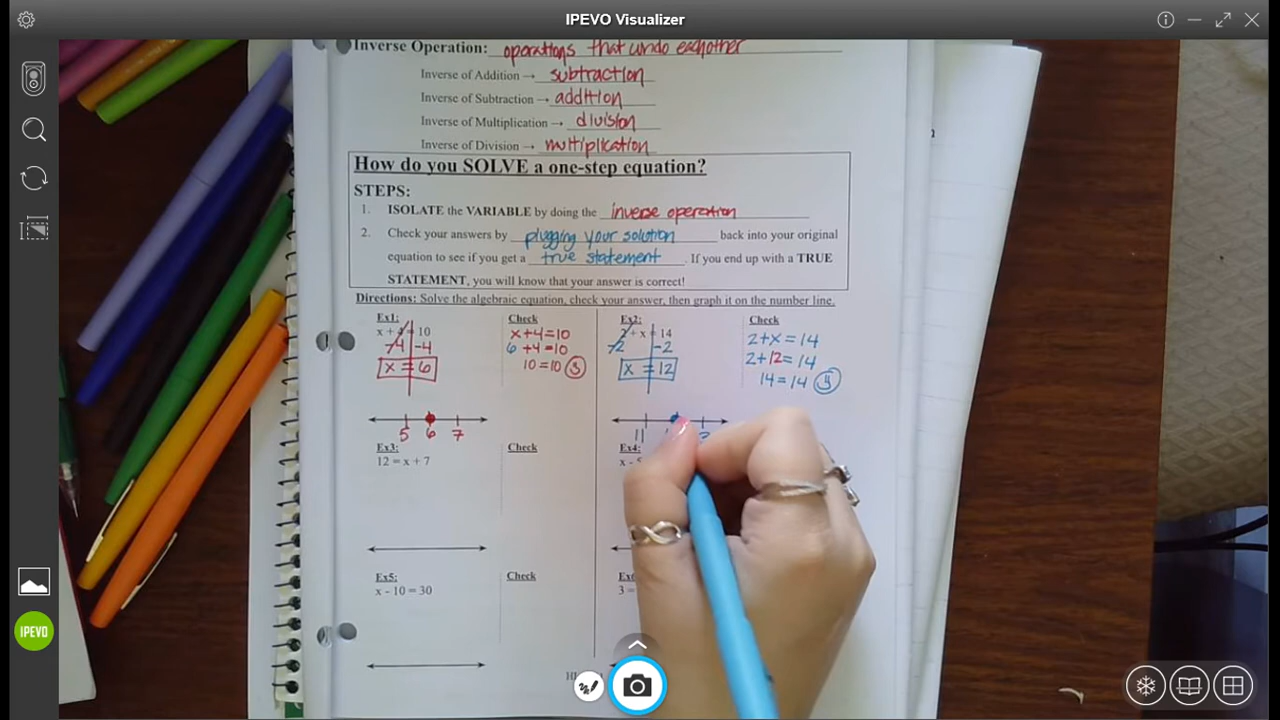 IPEVO Visualizer
Inverse Operation: operations that undo eachother
Inverse of Addition → subtraction
Inverse of Subtraction → addition
Inverse of Multiplication → division
Inverse of Division → multiplication
How do you SOLVE a one-step equation?
STEPS:
1. ISOLATE the VARIABLE by doing the inverse operation
2. Check your answers by plugging your solution back into your original
equation to see if you get a true statement. If you end up with a TRUE
STATEMENT, you will know that your answer is correct!
Directions: Solve the algebraic equation, check your answer, then graph it on the number line.
Ex1: Check Ex2: Check
x + 4 = 10 x+4=10 2 + x = 14 2+x=14
-4 -4 6+4=10 -2 -2 2+12=14
x = 6 10=10 x = 12 14=14
5 6 7 11
Ex3: Check Ex4:
12 = x + 7 x -
Ex5: Check
x - 10 = 30 3 =
IPEVO